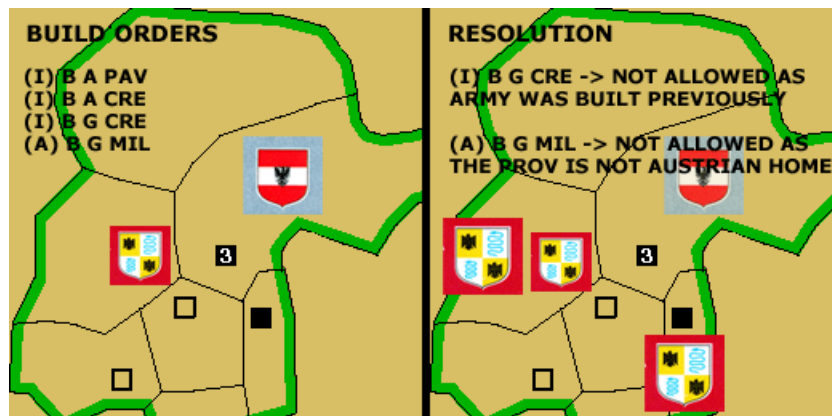 BUILD ORDERS
(I) B A PAV
(I) B A CRE
(I) B G CRE
(A) B G MIL
3
RESOLUTION
(I) B G CRE -> NOT ALLOWED AS
ARMY WAS BUILT PREVIOUSLY
(A) B G MIL -> NOT ALLOWED AS
THE PROV IS NOT AUSTRIAN HOME
3